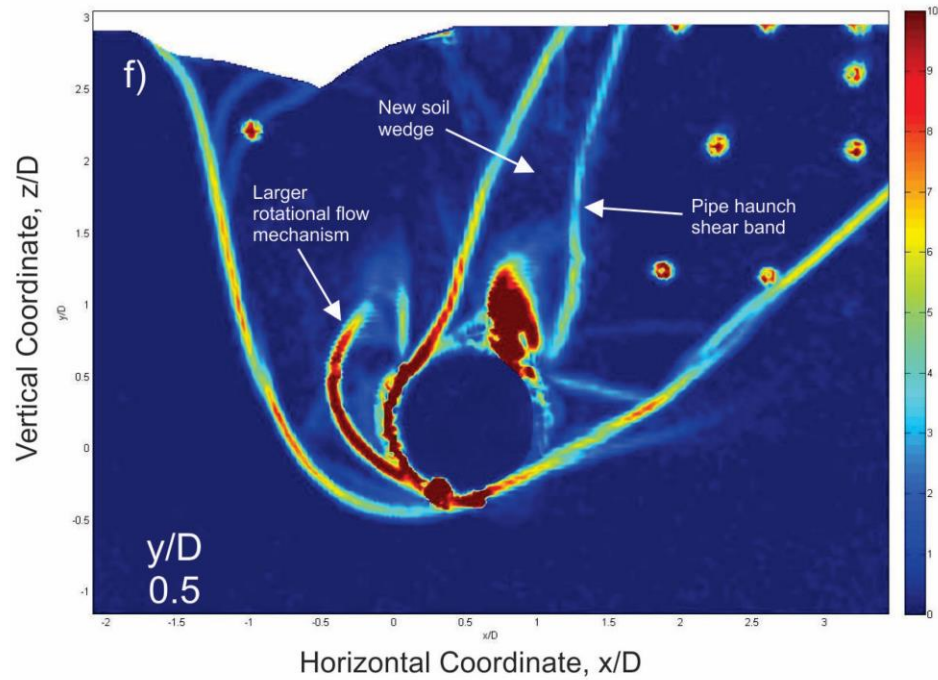 f)
New soil
wedge
Larger
rotational flow
mechanism
Pipe haunch
shear band
y/D
0.5
Vertical Coordinate, z/D
y/D
3
2.5
2
1.5
1
0.5
0
-0.5
-1
-2
-1.5
-1
-0.5
0
0.5
1
1.5
2
2.5
3
x/D
Horizontal Coordinate, x/D
10
9
8
7
6
5
4
3
2
1
0